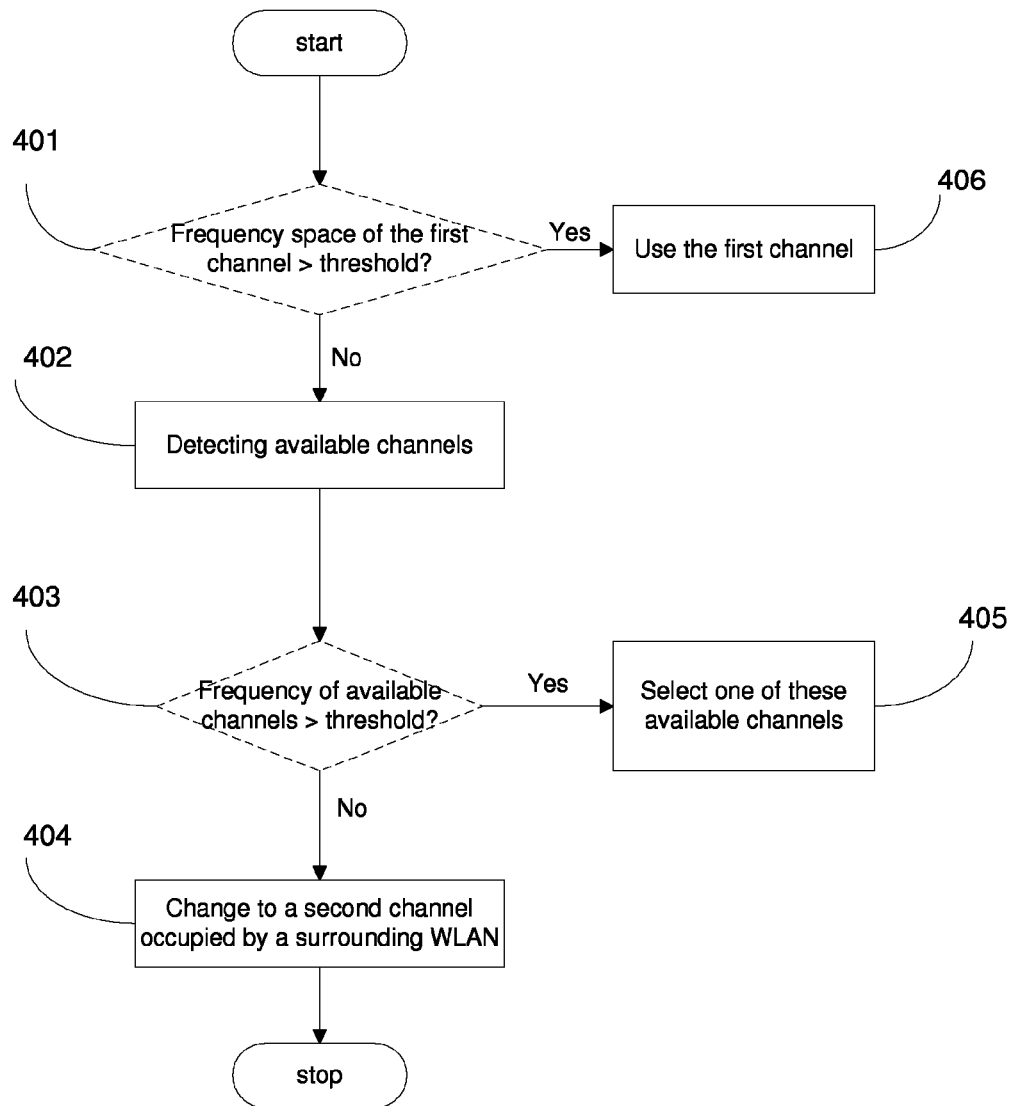 start
401
406
Frequency space of the first
channel > threshold?
Yes
Use the first channel
No
402
Detecting available channels
403
405
Frequency of available
channels > threshold?
Yes
Select one of these
available channels
No
404
Change to a second channel
occupied by a surrounding WLAN
stop